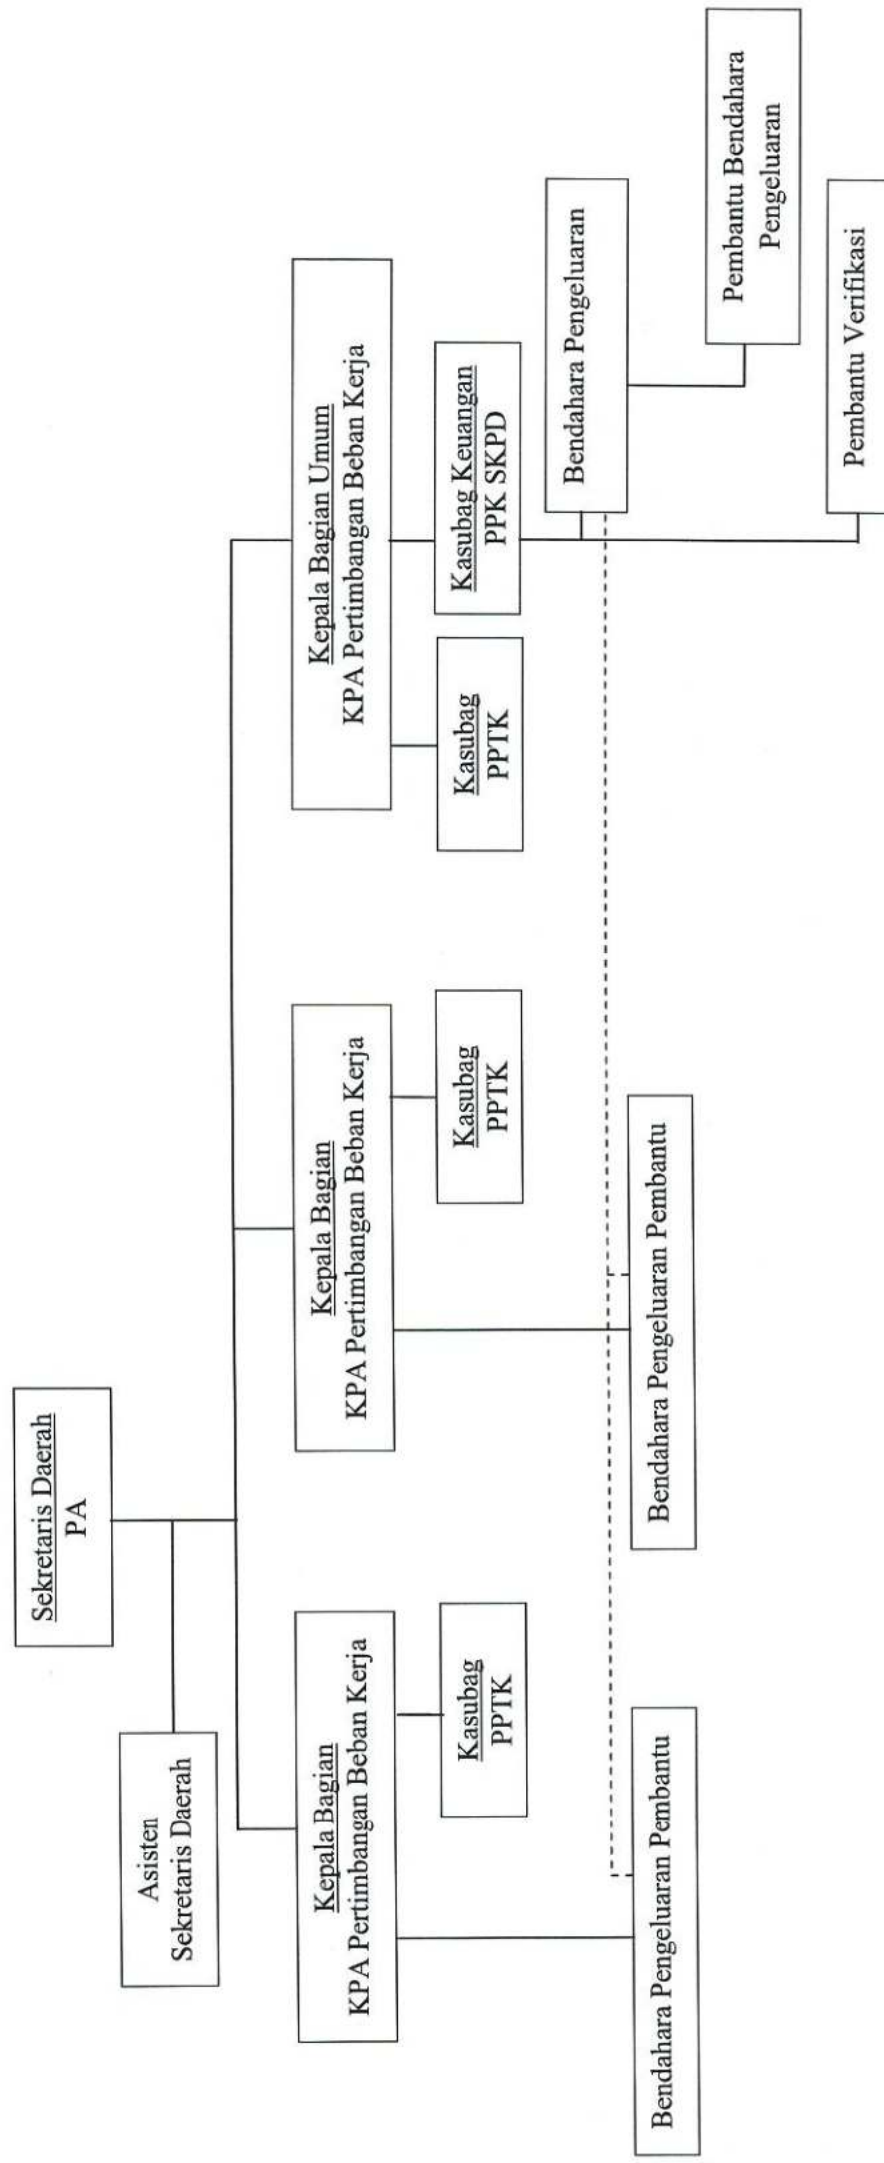 Sekretaris Daerah
PA
Asisten
Sekretaris Daerah
Kepala Bagian
KPA Pertimbangan Beban Kerja
Kepala Bagian
KPA Pertimbangan Beban Kerja
Kepala Bagian Umum
KPA Pertimbangan Beban Kerja
Kasubag
PPTK
Kasubag
PPTK
Kasubag
PPTK
Kasubag Keuangan
PPK SKPD
Bendahara Pengeluaran
Bendahara Pengeluaran Pembantu
Bendahara Pengeluaran Pembantu
Pembantu Bendahara
Pengeluaran
Pembantu Verifikasi